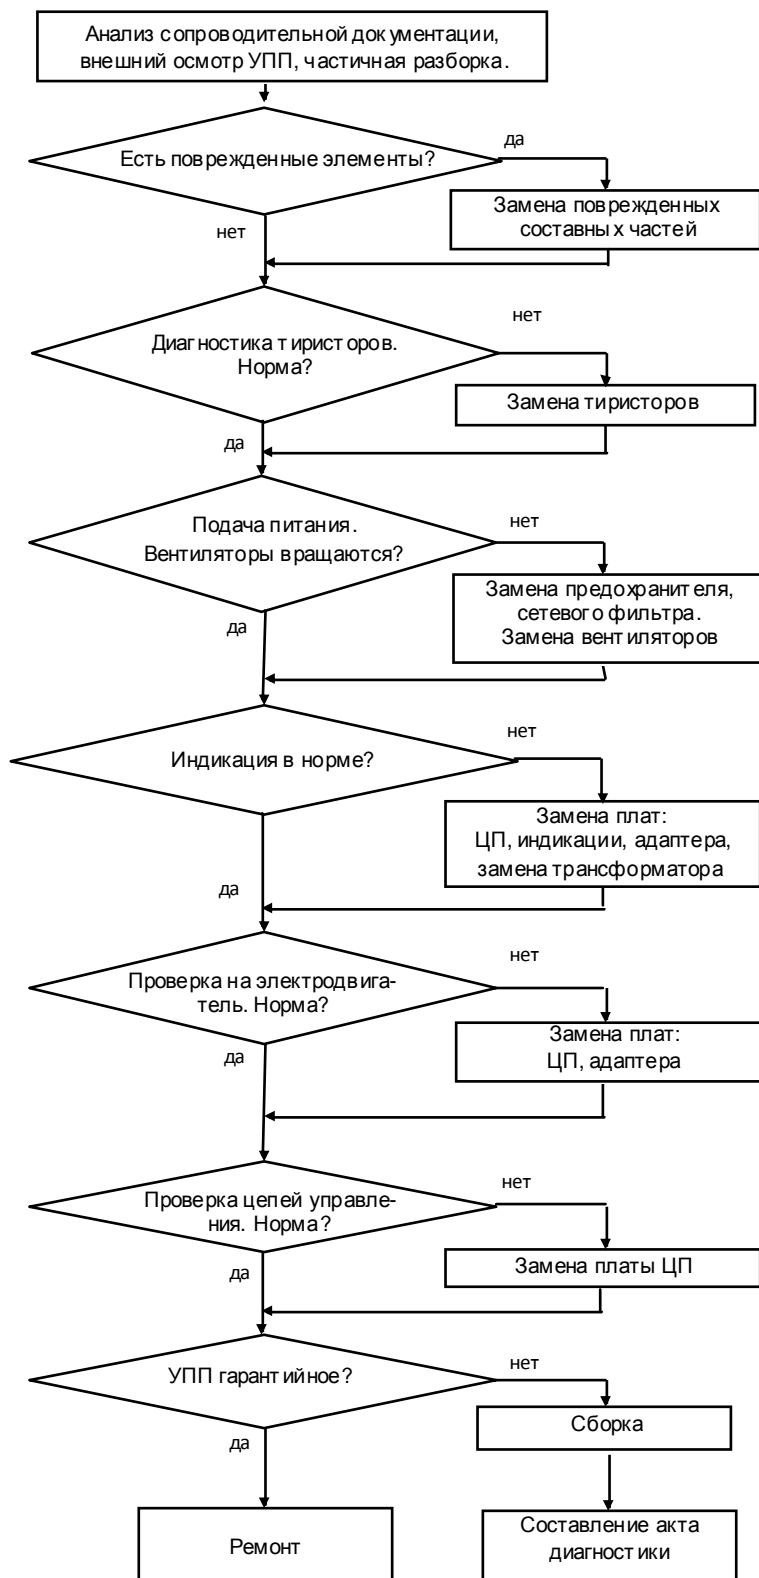 Анализ сопроводительной документации,
внешний осмотр УПП, частичная разборка.
Есть поврежденные элементы?
да
Замена поврежденных
составных частей
нет
Диагностика тиристоров.
Норма?
нет
Замена тиристоров
да
Подача питания.
Вентиляторы вращаются?
нет
Замена предохранителя,
сетевого фильтра.
Замена вентиляторов
да
Индикация в норме?
нет
Замена плат:
ЦП, индикации, адаптера,
замена трансформатора
да
Проверка на электродвига-
тель. Норма?
нет
Замена плат:
ЦП, адаптера
да
Проверка цепей управле-
ния. Норма?
нет
Замена платы ЦП
да
УПП гарантийное?
нет
Сборка
да
Ремонт
Составление акта
диагностики